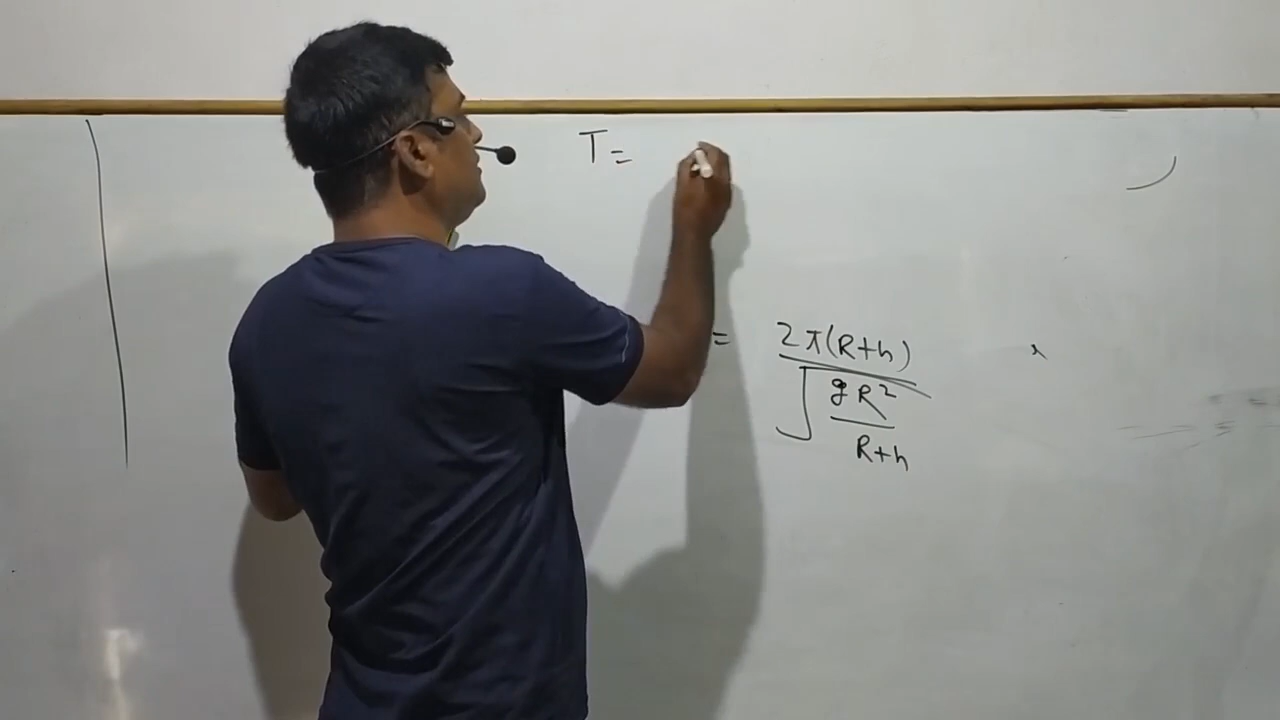 T=
= 2π(R+h)
√gR²
R+h